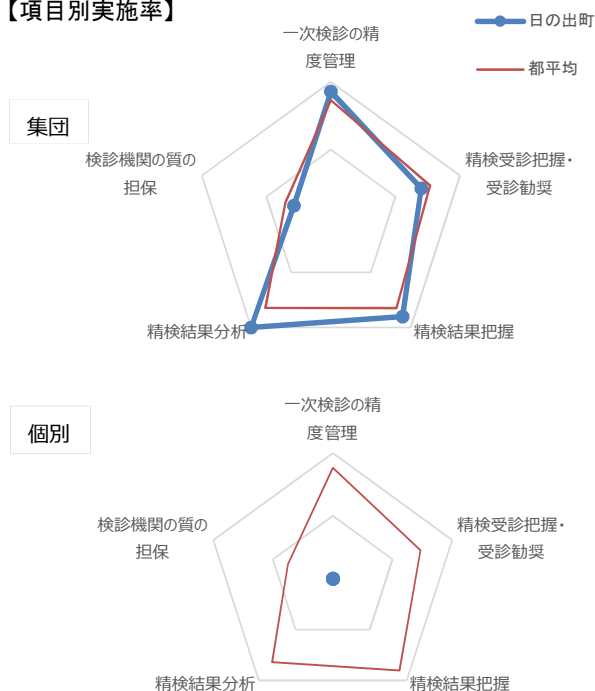 【項目別実施率】
日の出町
都平均
集団
一次検診の精
度管理
精検受診把握・
受診勧奨
精検結果把握
精検結果分析
検診機関の質の
担保
個別
一次検診の精
度管理
精検受診把握・
受診勧奨
精検結果把握
精検結果分析
検診機関の質の
担保